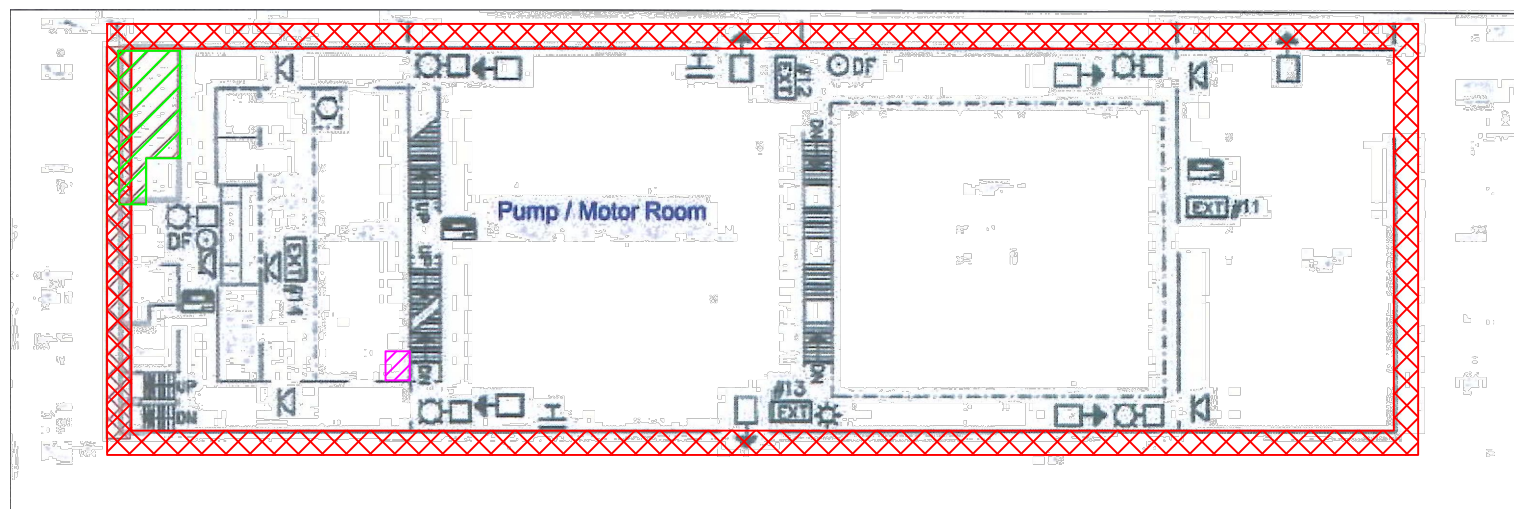 EXT
#12
DF
DN
EXT #11
UP
Pump / Motor Room
DF
UP
EXT
#14
UP
DN
DN
#13
EXT
DN